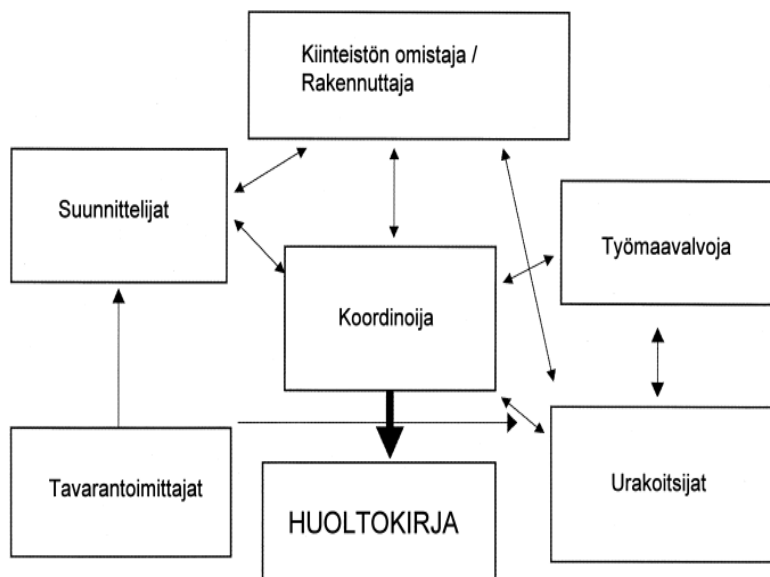 Kiinteistön omistaja /
Rakennuttaja
Suunnittelijat
Työmaavalvoja
Koordinoija
Tavarantoimittajat
Urakoitsijat
HUOLTOKIRJA